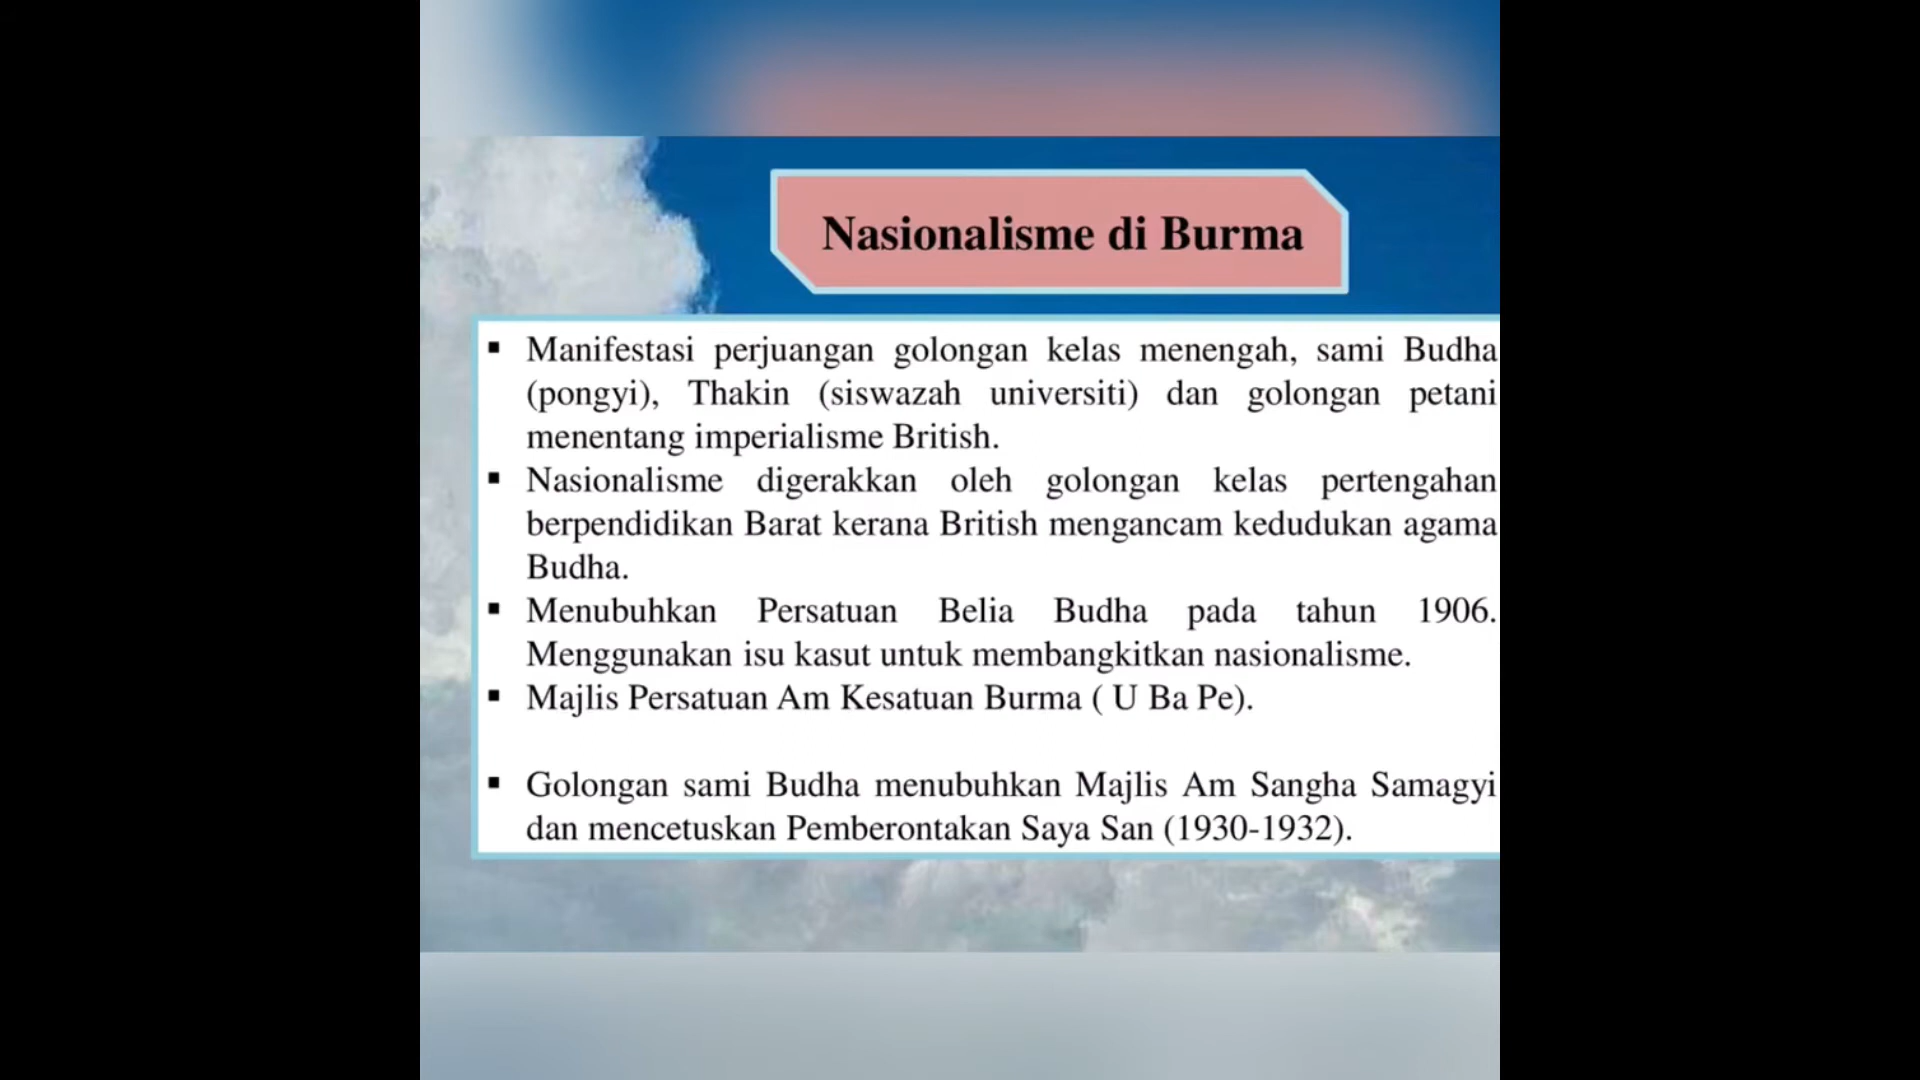 Nasionalisme di Burma
▪ Manifestasi perjuangan golongan kelas menengah, sami Budha
(pongyi), Thakin (siswazah universiti) dan golongan petani
menentang imperialisme British.
▪ Nasionalisme digerakkan oleh golongan kelas pertengahan
berpendidikan Barat kerana British mengancam kedudukan agama
Budha.
▪ Menubuhkan Persatuan Belia Budha pada tahun 1906.
Menggunakan isu kasut untuk membangkitkan nasionalisme.
▪ Majlis Persatuan Am Kesatuan Burma ( U Ba Pe).
▪ Golongan sami Budha menubuhkan Majlis Am Sangha Samagyi
dan mencetuskan Pemberontakan Saya San (1930-1932).